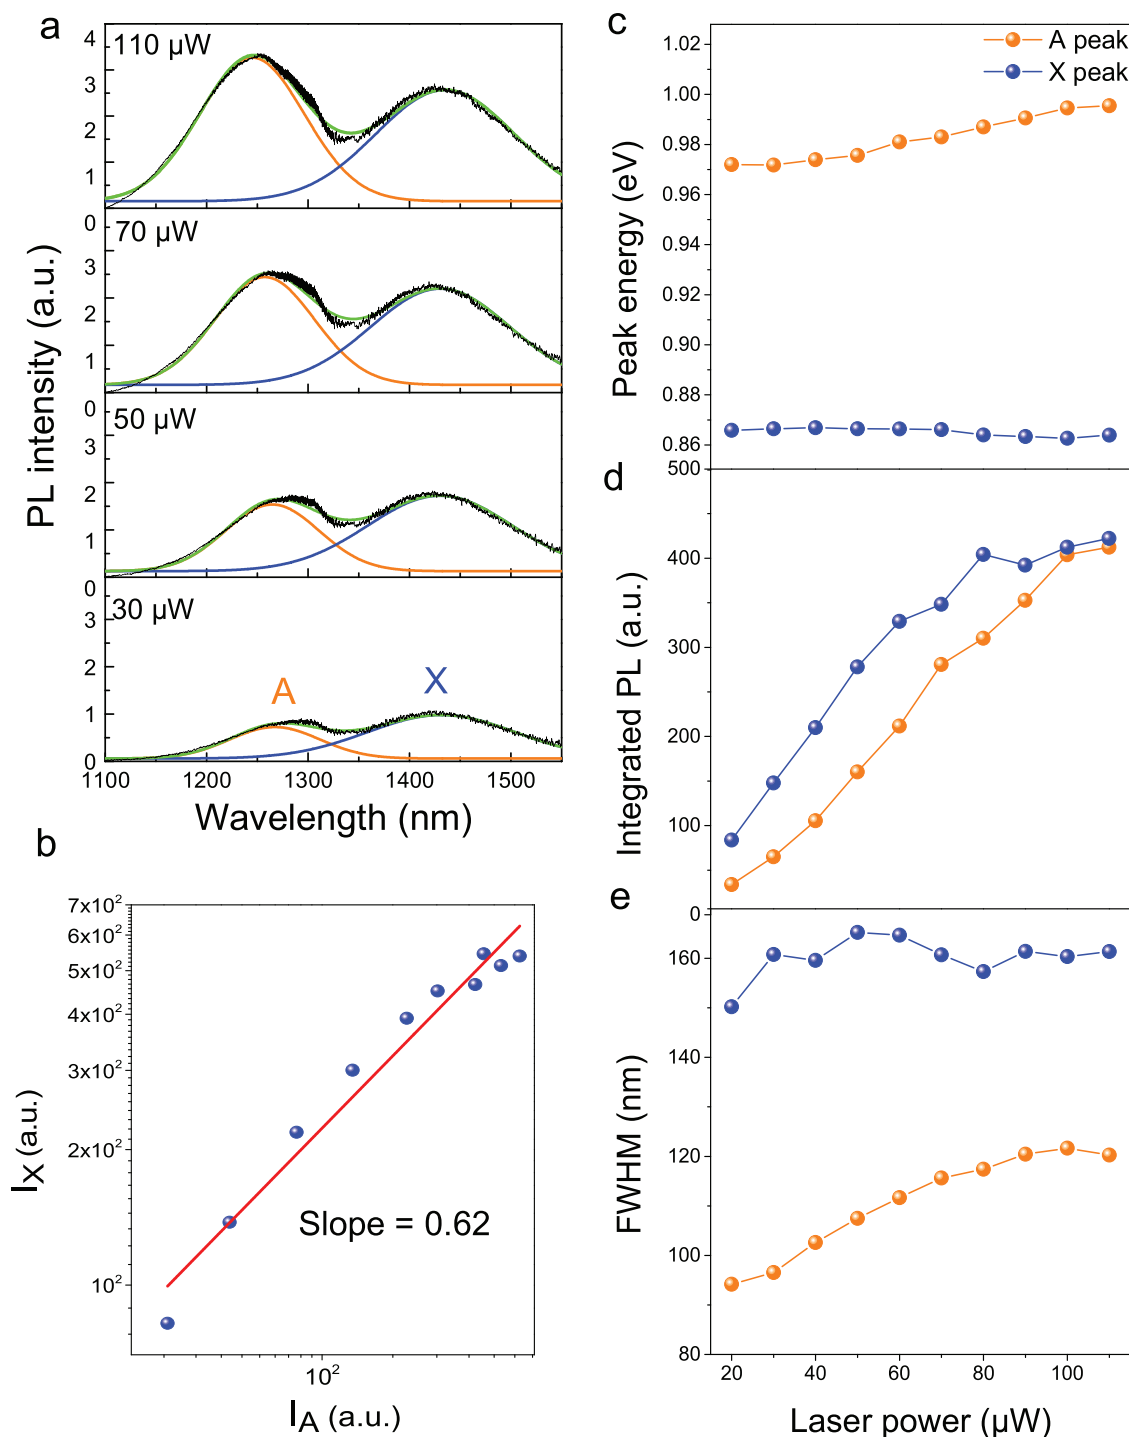 a
110 µW
4
3
2
1
0
70 µW
3
2
1
0
50 µW
3
2
1
0
30 µW
3
2
1
0
A
X
PL intensity (a.u.)
1100 1200 1300 1400 1500
Wavelength (nm)
b
7x10²
6x10²
5x10²
4x10²
3x10²
2x10²
10²
Iₓ (a.u.)
Slope = 0.62
10²
I_A (a.u.)
c
A peak
X peak
1.02
1.00
0.98
0.96
0.94
0.92
0.90
0.88
0.86
Peak energy (eV)
d
500
400
300
200
100
0
Integrated PL (a.u.)
e
160
140
120
100
80
FWHM (nm)
20 40 60 80 100
Laser power (µW)